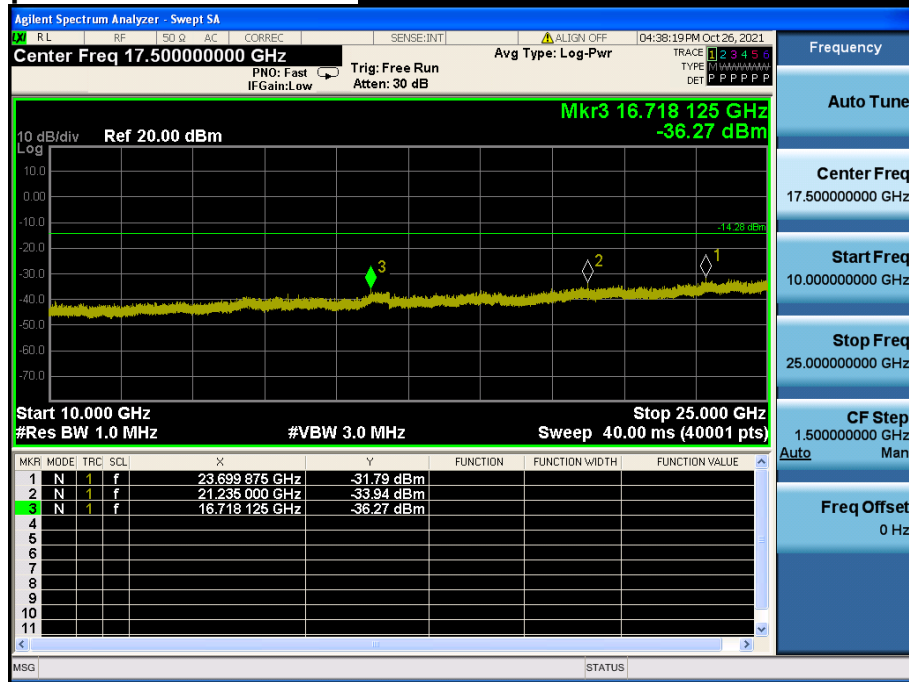 Agilent Spectrum Analyzer - Swept SA
LXI RL RF 50 Ω AC CORREC SENSE:INT ALIGN OFF 04:38:19 PM Oct 26, 2021
Center Freq 17.500000000 GHz
PNO: Fast
IFGain:Low
Trig: Free Run
Atten: 30 dB
Avg Type: Log-Pwr
TRACE 1 2 3 4 5 6
TYPE M WWWWW
DET P P P P P P
Mkr3 16.718 125 GHz
-36.27 dBm
10 dB/div Ref 20.00 dBm
Log
10.0
0.00
-10.0
-14.28 dBm
-20.0
-30.0
-40.0
-50.0
-60.0
-70.0
3
2
1
Start 10.000 GHz Stop 25.000 GHz
#Res BW 1.0 MHz #VBW 3.0 MHz Sweep 40.00 ms (40001 pts)
MKR MODE TRC SCL X Y FUNCTION FUNCTION WIDTH FUNCTION VALUE
1 N 1 f 23.699 875 GHz -31.79 dBm
2 N 1 f 21.235 000 GHz -33.94 dBm
3 N 1 f 16.718 125 GHz -36.27 dBm
4
5
6
7
8
9
10
11
MSG STATUS
Frequency
Auto Tune
Center Freq
17.500000000 GHz
Start Freq
10.000000000 GHz
Stop Freq
25.000000000 GHz
CF Step
1.500000000 GHz
Auto Man
Freq Offset
0 Hz